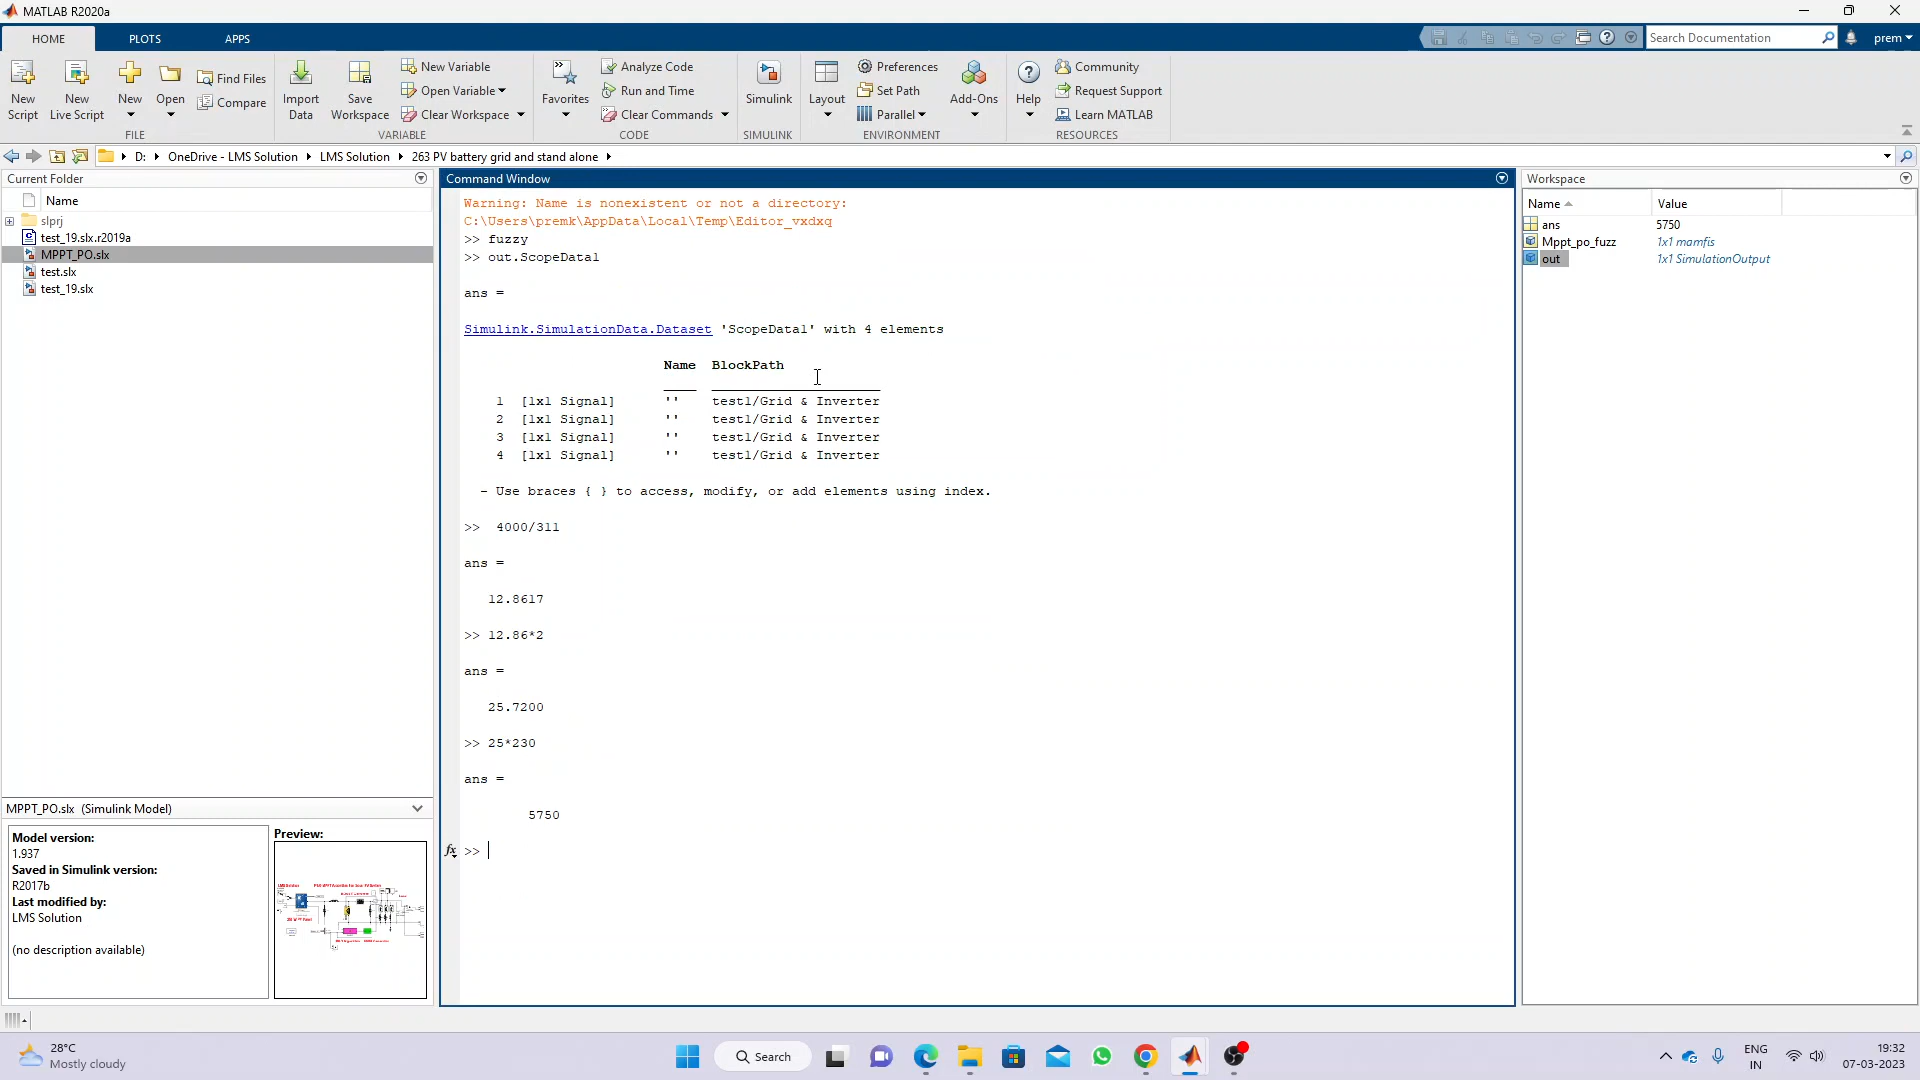 MATLAB R2020a
HOME
PLOTS
APPS
Search Documentation
prem
New Script
New Live Script
New
Open
Find Files
Compare
FILE
Import Data
Save Workspace
New Variable
Open Variable
Clear Workspace
VARIABLE
Favorites
Analyze Code
Run and Time
Clear Commands
CODE
Simulink
SIMULINK
Layout
Preferences
Set Path
Parallel
Add-Ons
ENVIRONMENT
Help
Community
Request Support
Learn MATLAB
RESOURCES
D: OneDrive - LMS Solution LMS Solution 263 PV battery grid and stand alone
Current Folder
Name
slprj
test_19.slx.r2019a
MPPT_PO.slx
test.slx
test_19.slx
MPPT_PO.slx (Simulink Model)
Model version:
1.937
Saved in Simulink version:
R2017b
Last modified by:
LMS Solution
(no description available)
Preview:
Command Window
Warning: Name is nonexistent or not a directory:
C:\Users\premk\AppData\Local\Temp\Editor_vxdxq
>> fuzzy
>> out.ScopeData1
ans =
Simulink.SimulationData.Dataset 'ScopeData1' with 4 elements
Name BlockPath
1 [1x1 Signal] '' test1/Grid & Inverter
2 [1x1 Signal] '' test1/Grid & Inverter
3 [1x1 Signal] '' test1/Grid & Inverter
4 [1x1 Signal] '' test1/Grid & Inverter
- Use braces { } to access, modify, or add elements using index.
>> 4000/311
ans =
12.8617
>> 12.86*2
ans =
25.7200
>> 25*230
ans =
5750
fx >>
Workspace
Name Value
ans 5750
Mppt_po_fuzz 1x1 mamfis
out 1x1 SimulationOutput
28°C
Mostly cloudy
Search
ENG
IN
19:32
07-03-2023